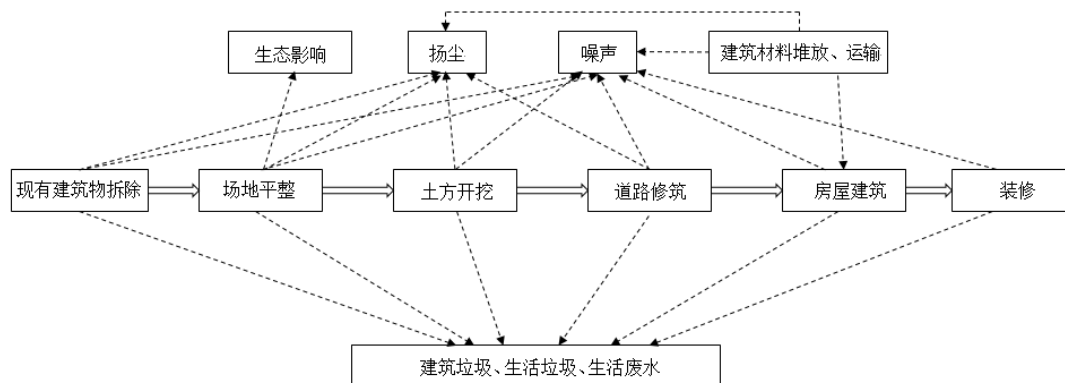 生态影响
扬尘
噪声
建筑材料堆放、运输
现有建筑物拆除
场地平整
土方开挖
道路修筑
房屋建筑
装修
建筑垃圾、生活垃圾、生活废水